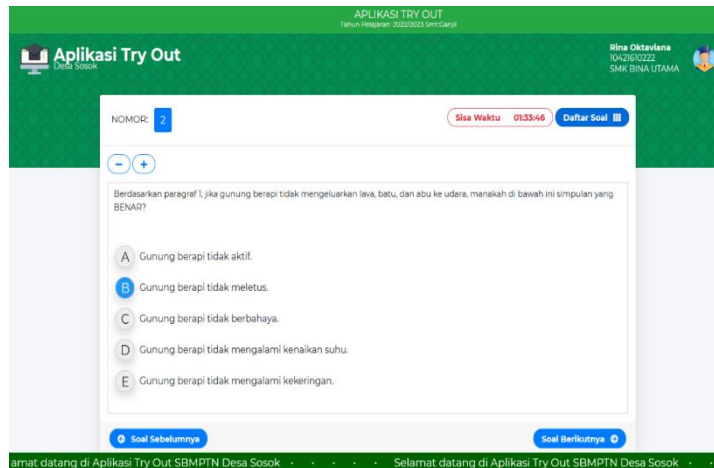 APLIKASI TRY OUT
Tahun Pelajaran: 2022/2023 Smt:Ganjil
Aplikasi Try Out
Desa Sosok
Rina Oktaviana
10421610222
SMK BINA UTAMA
NOMOR: 2
Sisa Waktu 01:33:46
Daftar Soal
- +
Berdasarkan paragraf 1, jika gunung berapi tidak mengeluarkan lava, batu, dan abu ke udara, manakah di bawah ini simpulan yang
BENAR?
A Gunung berapi tidak aktif.
B Gunung berapi tidak meletus.
C Gunung berapi tidak berbahaya.
D Gunung berapi tidak mengalami kenaikan suhu.
E Gunung berapi tidak mengalami kekeringan.
Soal Sebelumnya
Soal Berikutnya
amat datang di Aplikasi Try Out SBMPTN Desa Sosok · · · · · · Selamat datang di Aplikasi Try Out SBMPTN Desa Sosok · ·